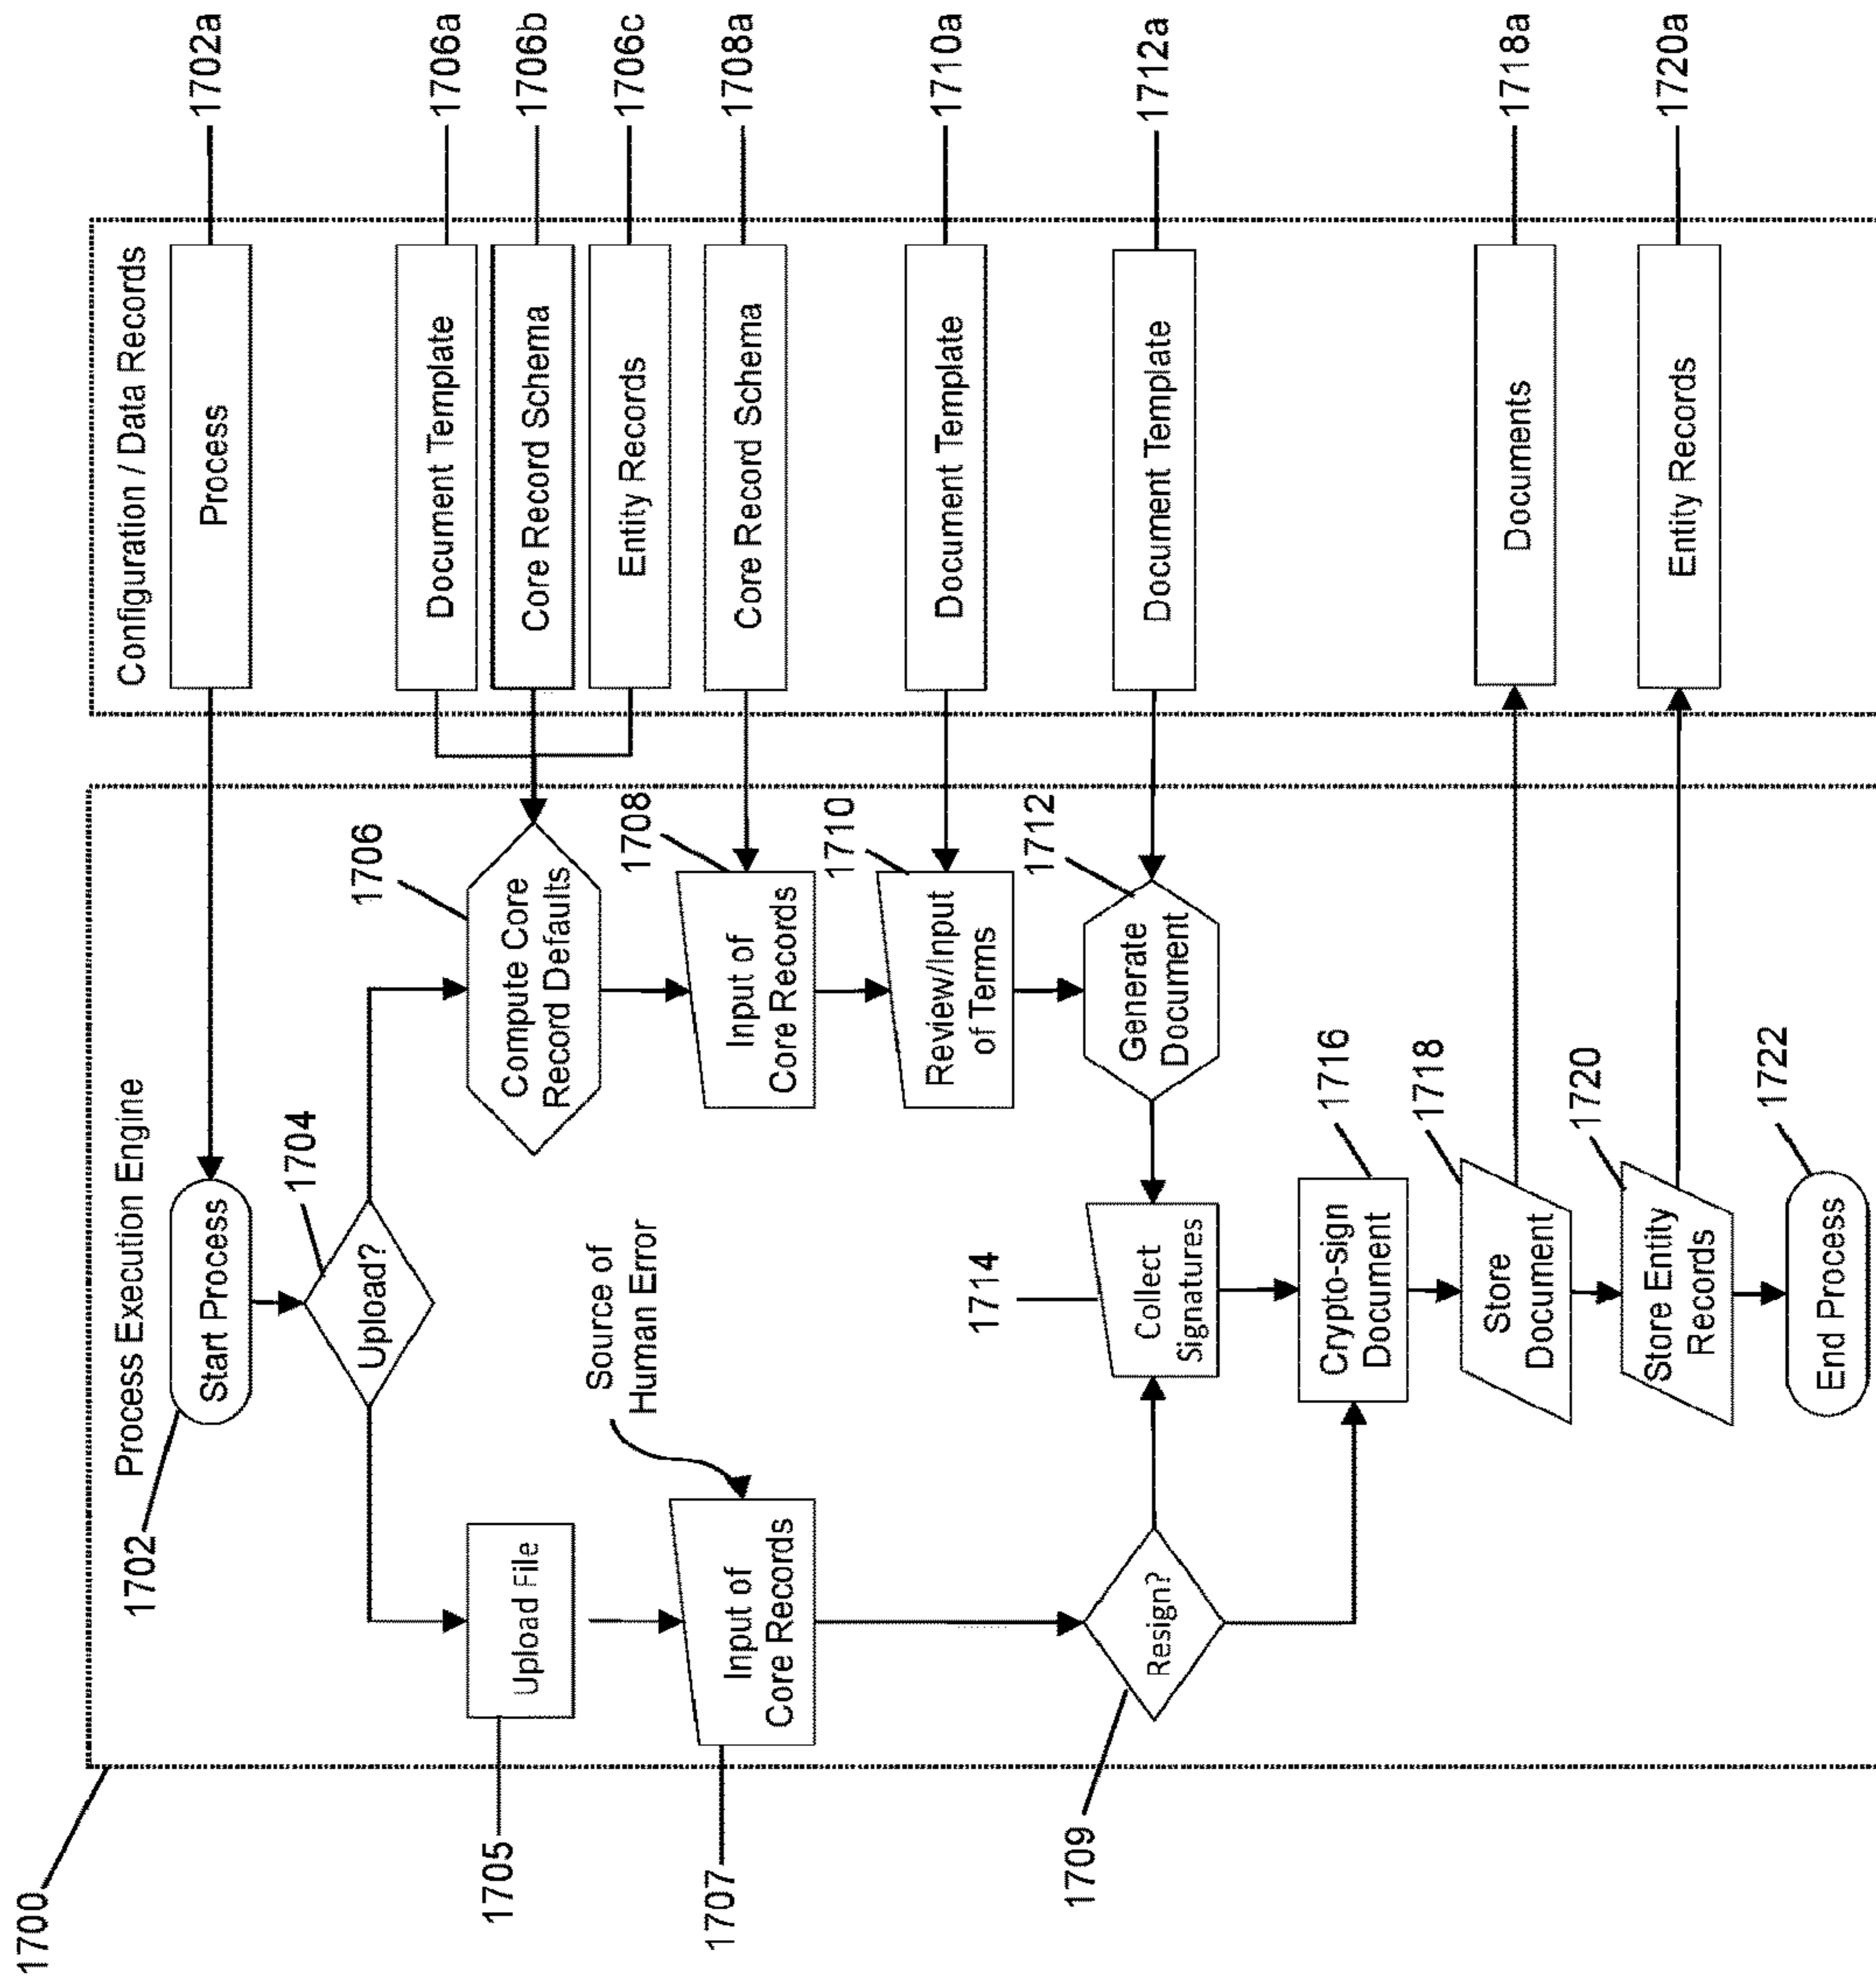 1700
Process Execution Engine
Configuration / Data Records
1702
Start Process
Process
1702a
1704
Upload?
1705
Upload File
1706
Compute Core
Record Defaults
Document Template
1706a
Core Record Schema
1706b
Entity Records
1706c
Source of
Human Error
1707
Input of
Core Records
1708
Input of
Core Records
Core Record Schema
1708a
1710
Review/Input
of Terms
Document Template
1710a
1709
Resign?
1714
Collect
Signatures
1712
Generate
Document
Document Template
1712a
Crypto-sign
Document
1716
Store
Document
1718
Documents
1718a
Store Entity
Records
1720
Entity Records
1720a
End Process
1722